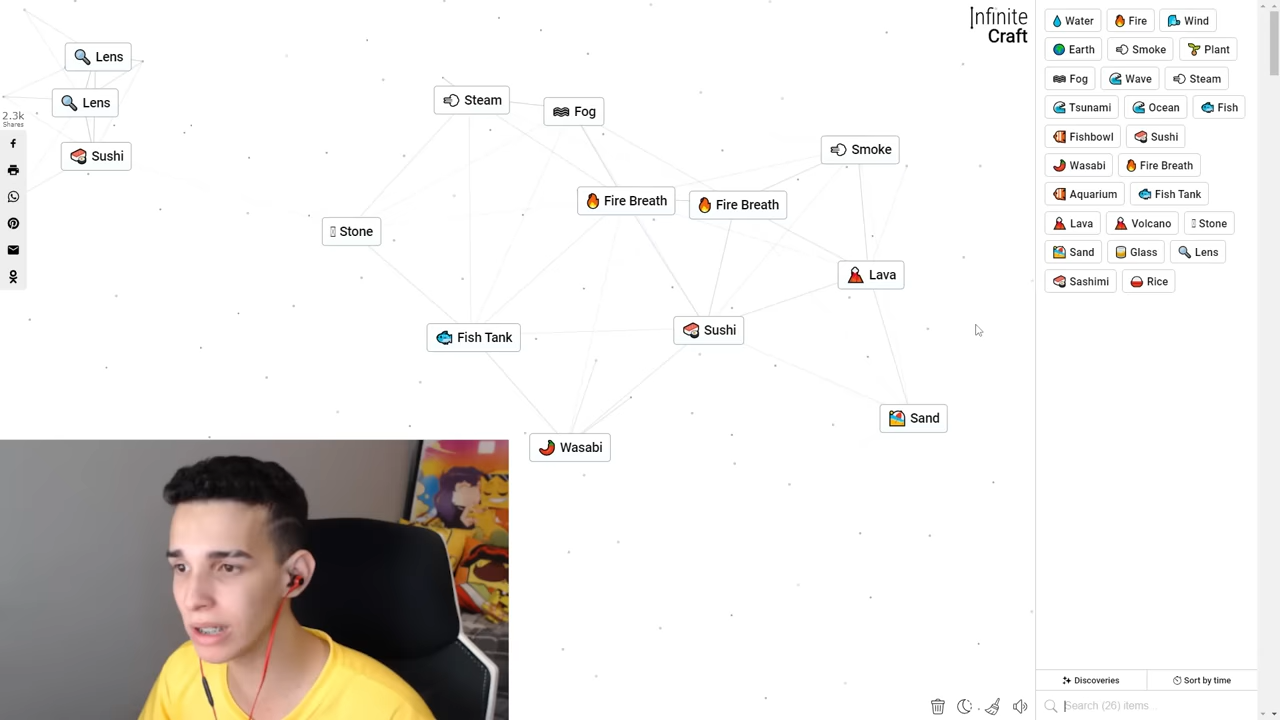 Infinite
Craft
Lens
Lens
Sushi
2.3k
Shares
Steam
Fog
Smoke
Fire Breath
Fire Breath
Stone
Lava
Fish Tank
Sushi
Sand
Wasabi
Water Fire Wind
Earth Smoke Plant
Fog Wave Steam
Tsunami Ocean Fish
Fishbowl Sushi
Wasabi Fire Breath
Aquarium Fish Tank
Lava Volcano Stone
Sand Glass Lens
Sashimi Rice
Discoveries Sort by time
Search (26) items...